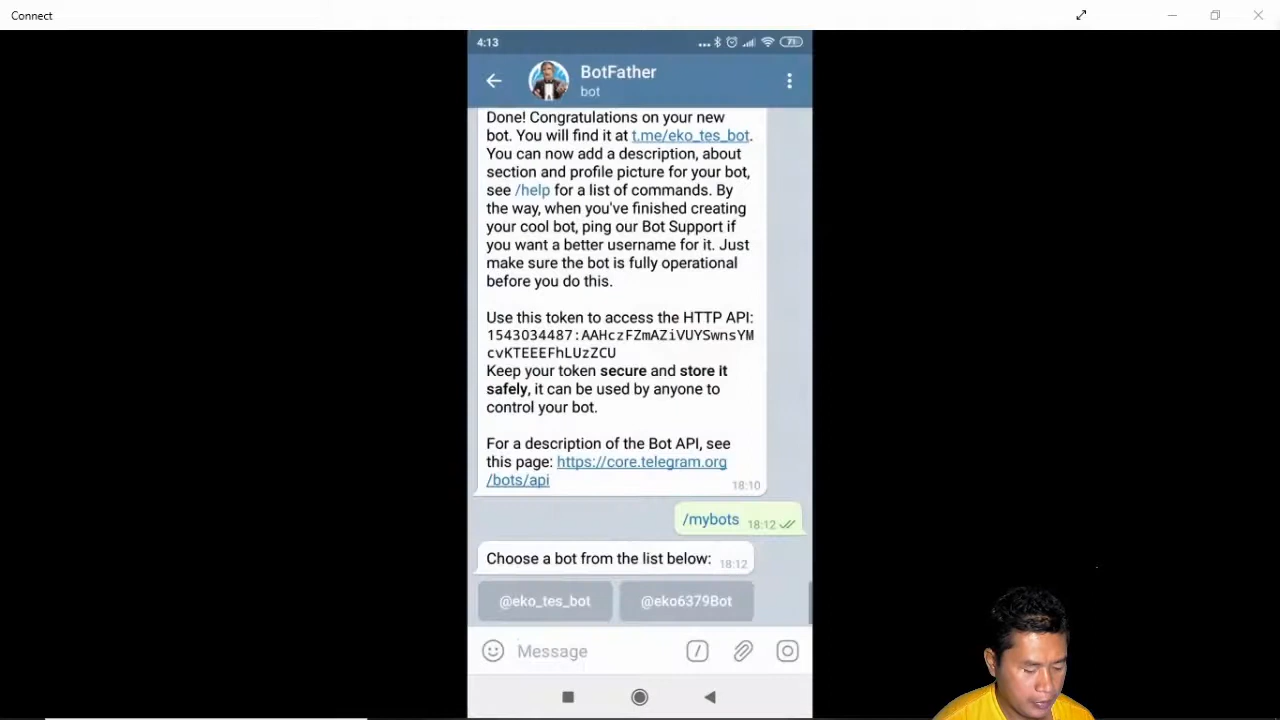 Connect
4:13
71
BotFather
bot
Done! Congratulations on your new
bot. You will find it at t.me/eko_tes_bot.
You can now add a description, about
section and profile picture for your bot,
see /help for a list of commands. By
the way, when you've finished creating
your cool bot, ping our Bot Support if
you want a better username for it. Just
make sure the bot is fully operational
before you do this.
Use this token to access the HTTP API:
1543034487:AAHczFZmAZiVUYSwnsYM
cvKTEEEFhLUzZCU
Keep your token secure and store it
safely, it can be used by anyone to
control your bot.
For a description of the Bot API, see
this page: https://core.telegram.org
/bots/api
18:10
/mybots 18:12
Choose a bot from the list below: 18:12
@eko_tes_bot @eko6379Bot
Message